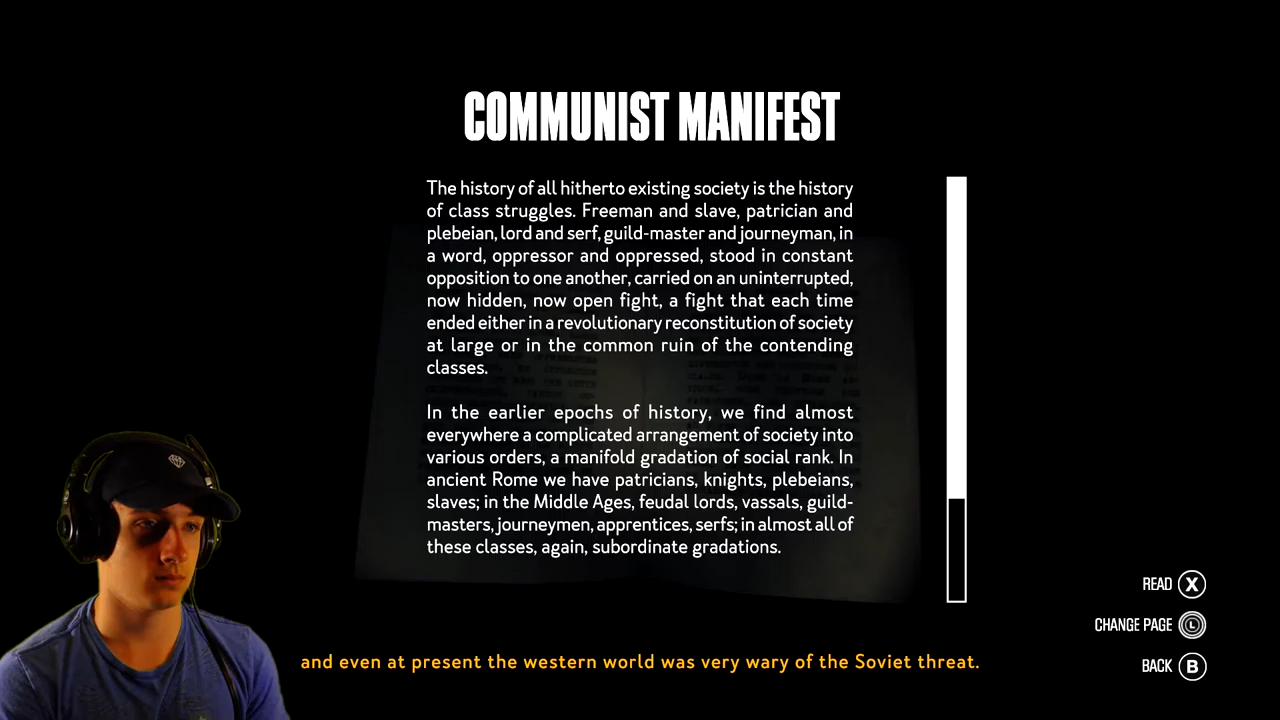 COMMUNIST MANIFEST
The history of all hitherto existing society is the history
of class struggles. Freeman and slave, patrician and
plebeian, lord and serf, guild-master and journeyman, in
a word, oppressor and oppressed, stood in constant
opposition to one another, carried on an uninterrupted,
now hidden, now open fight, a fight that each time
ended either in a revolutionary reconstitution of society
at large or in the common ruin of the contending
classes.
In the earlier epochs of history, we find almost
everywhere a complicated arrangement of society into
various orders, a manifold gradation of social rank. In
ancient Rome we have patricians, knights, plebeians,
slaves; in the Middle Ages, feudal lords, vassals, guild-
masters, journeymen, apprentices, serfs; in almost all of
these classes, again, subordinate gradations.
READ X
CHANGE PAGE L
BACK B
and even at present the western world was very wary of the Soviet threat.